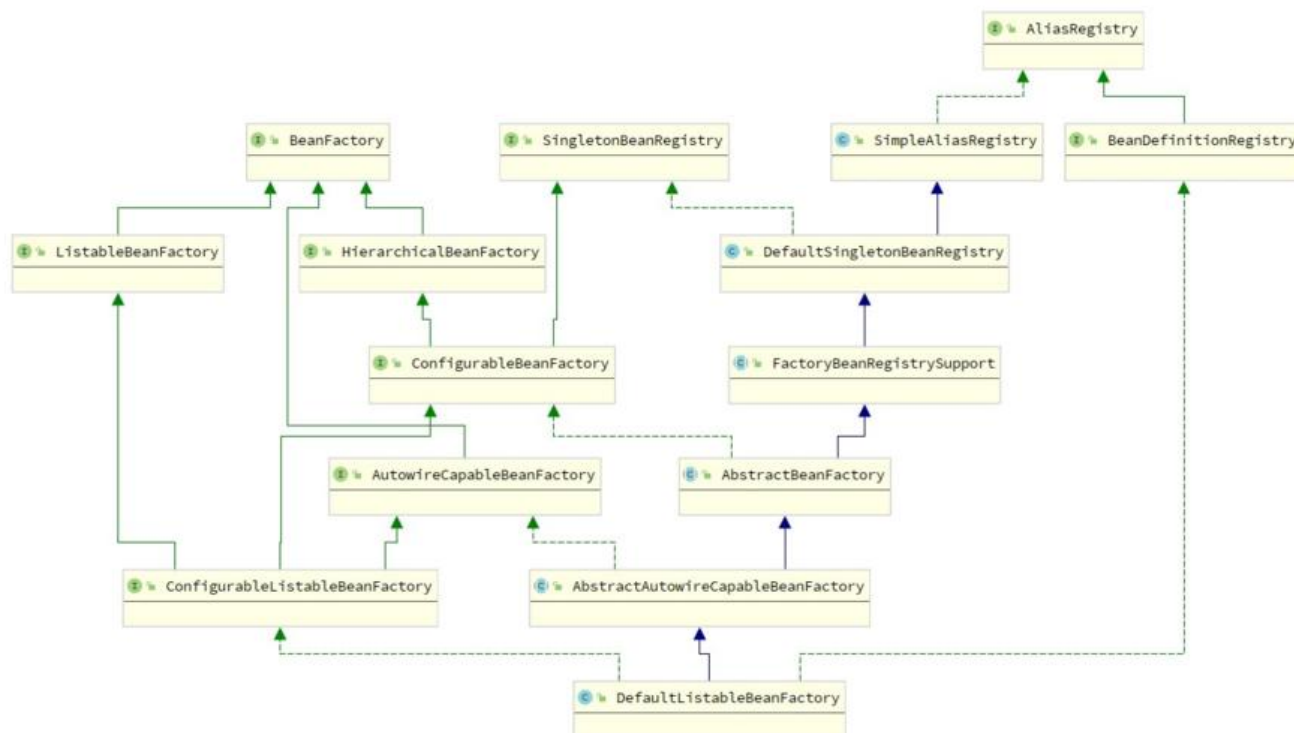 AliasRegistry
BeanFactory
SingletonBeanRegistry
SimpleAliasRegistry
BeanDefinitionRegistry
ListableBeanFactory
HierarchicalBeanFactory
DefaultSingletonBeanRegistry
ConfigurableBeanFactory
FactoryBeanRegistrySupport
AutowireCapableBeanFactory
AbstractBeanFactory
ConfigurableListableBeanFactory
AbstractAutowireCapableBeanFactory
DefaultListableBeanFactory